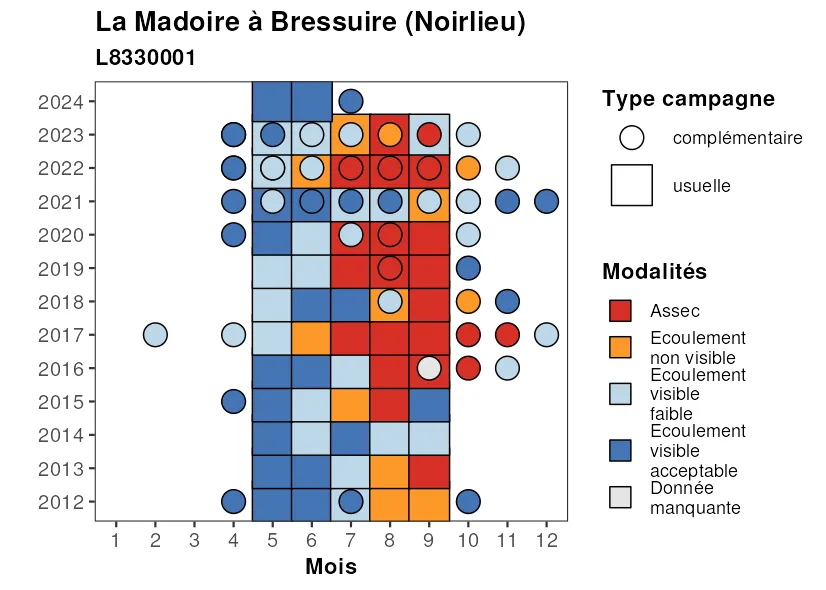 La Madoire à Bressuire (Noirlieu)
L8330001
2024
2023
2022
2021
2020
2019
2018
2017
2016
2015
2014
2013
2012
1 2 3 4 5 6 7 8 9 10 11 12
Mois
Type campagne
complémentaire
usuelle
Modalités
Assec
Ecoulement
non visible
Ecoulement
visible
faible
Ecoulement
visible
acceptable
Donnée
manquante